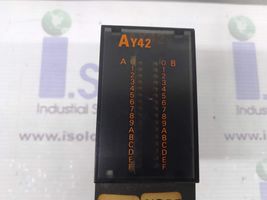 AY42
A 0 0 B
1 1
2 2
3 3
4 4
5 5
6 6
7 7
8 8
9 9
A A
B B
C C
D D
E E
F F
Industrial S
www.isolo